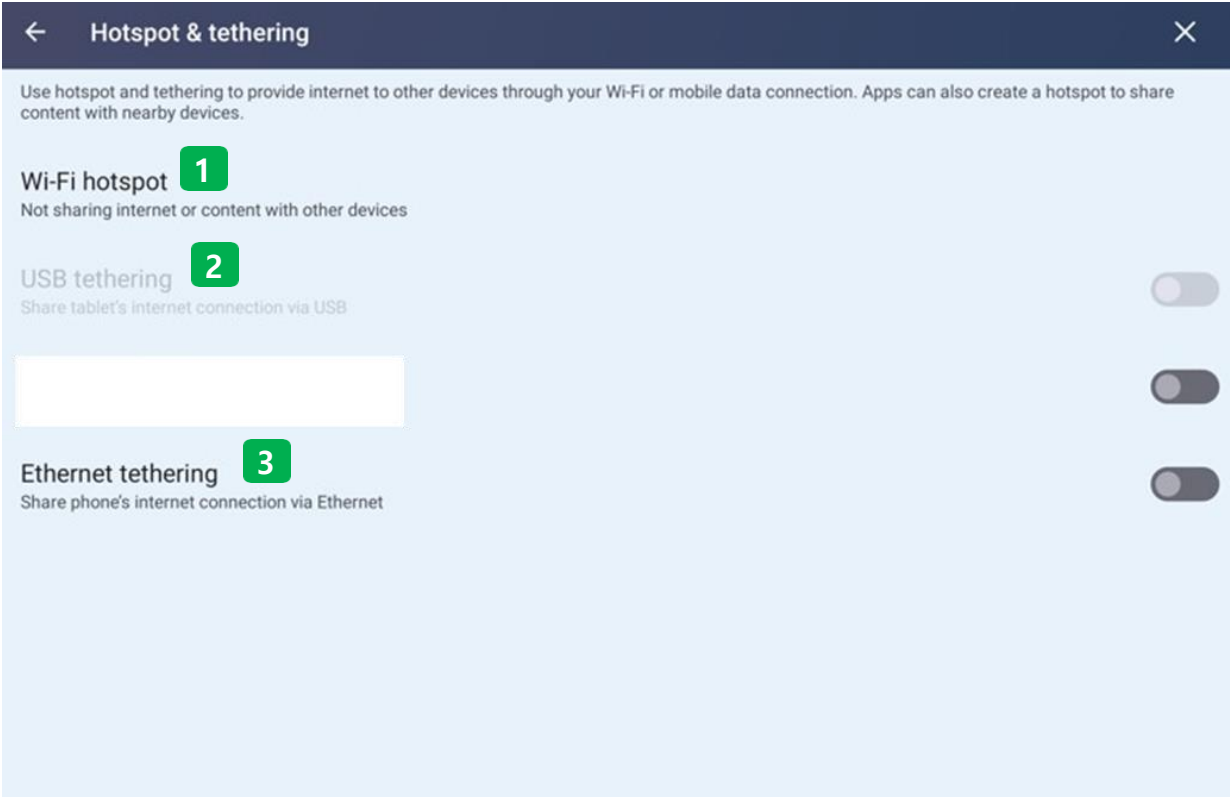 Hotspot & tethering
Use hotspot and tethering to provide internet to other devices through your Wi-Fi or mobile data connection. Apps can also create a hotspot to share
content with nearby devices.
Wi-Fi hotspot 1
Not sharing internet or content with other devices
USB tethering 2
Share tablet's internet connection via USB
Ethernet tethering 3
Share phone's internet connection via Ethernet